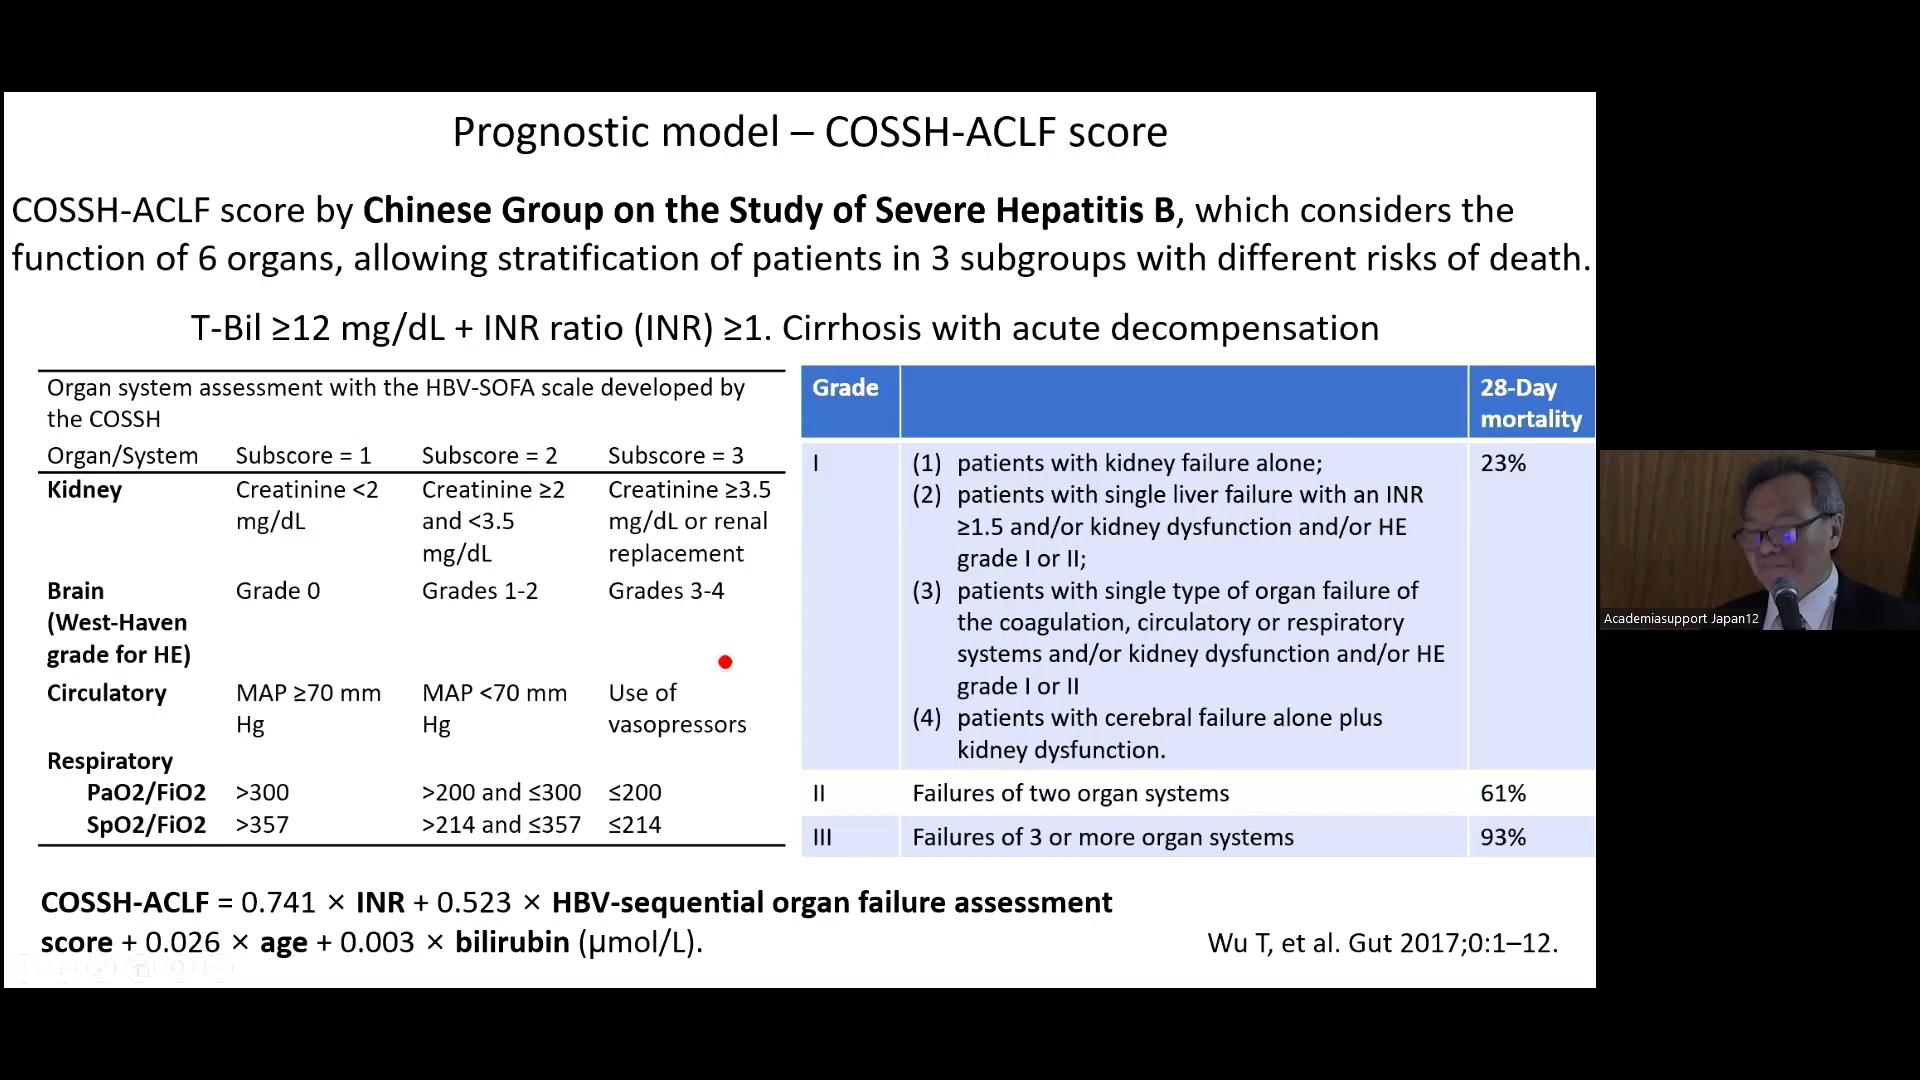 Prognostic model – COSSH-ACLF score
COSSH-ACLF score by Chinese Group on the Study of Severe Hepatitis B, which considers the
function of 6 organs, allowing stratification of patients in 3 subgroups with different risks of death.
T-Bil ≥12 mg/dL + INR ratio (INR) ≥1. Cirrhosis with acute decompensation
Organ system assessment with the HBV-SOFA scale developed by
the COSSH
Organ/System Subscore = 1 Subscore = 2 Subscore = 3
Kidney Creatinine <2 Creatinine ≥2 Creatinine ≥3.5
mg/dL and <3.5 mg/dL or renal
mg/dL replacement
Brain Grade 0 Grades 1-2 Grades 3-4
(West-Haven
grade for HE)
Circulatory MAP ≥70 mm MAP <70 mm Use of
Hg Hg vasopressors
Respiratory
PaO2/FiO2 >300 >200 and ≤300 ≤200
SpO2/FiO2 >357 >214 and ≤357 ≤214
Grade 28-Day
mortality
I (1) patients with kidney failure alone; 23%
(2) patients with single liver failure with an INR
≥1.5 and/or kidney dysfunction and/or HE
grade I or II;
(3) patients with single type of organ failure of
the coagulation, circulatory or respiratory
systems and/or kidney dysfunction and/or HE
grade I or II
(4) patients with cerebral failure alone plus
kidney dysfunction.
II Failures of two organ systems 61%
III Failures of 3 or more organ systems 93%
COSSH-ACLF = 0.741 × INR + 0.523 × HBV-sequential organ failure assessment
score + 0.026 × age + 0.003 × bilirubin (μmol/L).
Wu T, et al. Gut 2017;0:1–12.
Academiasupport Japan12